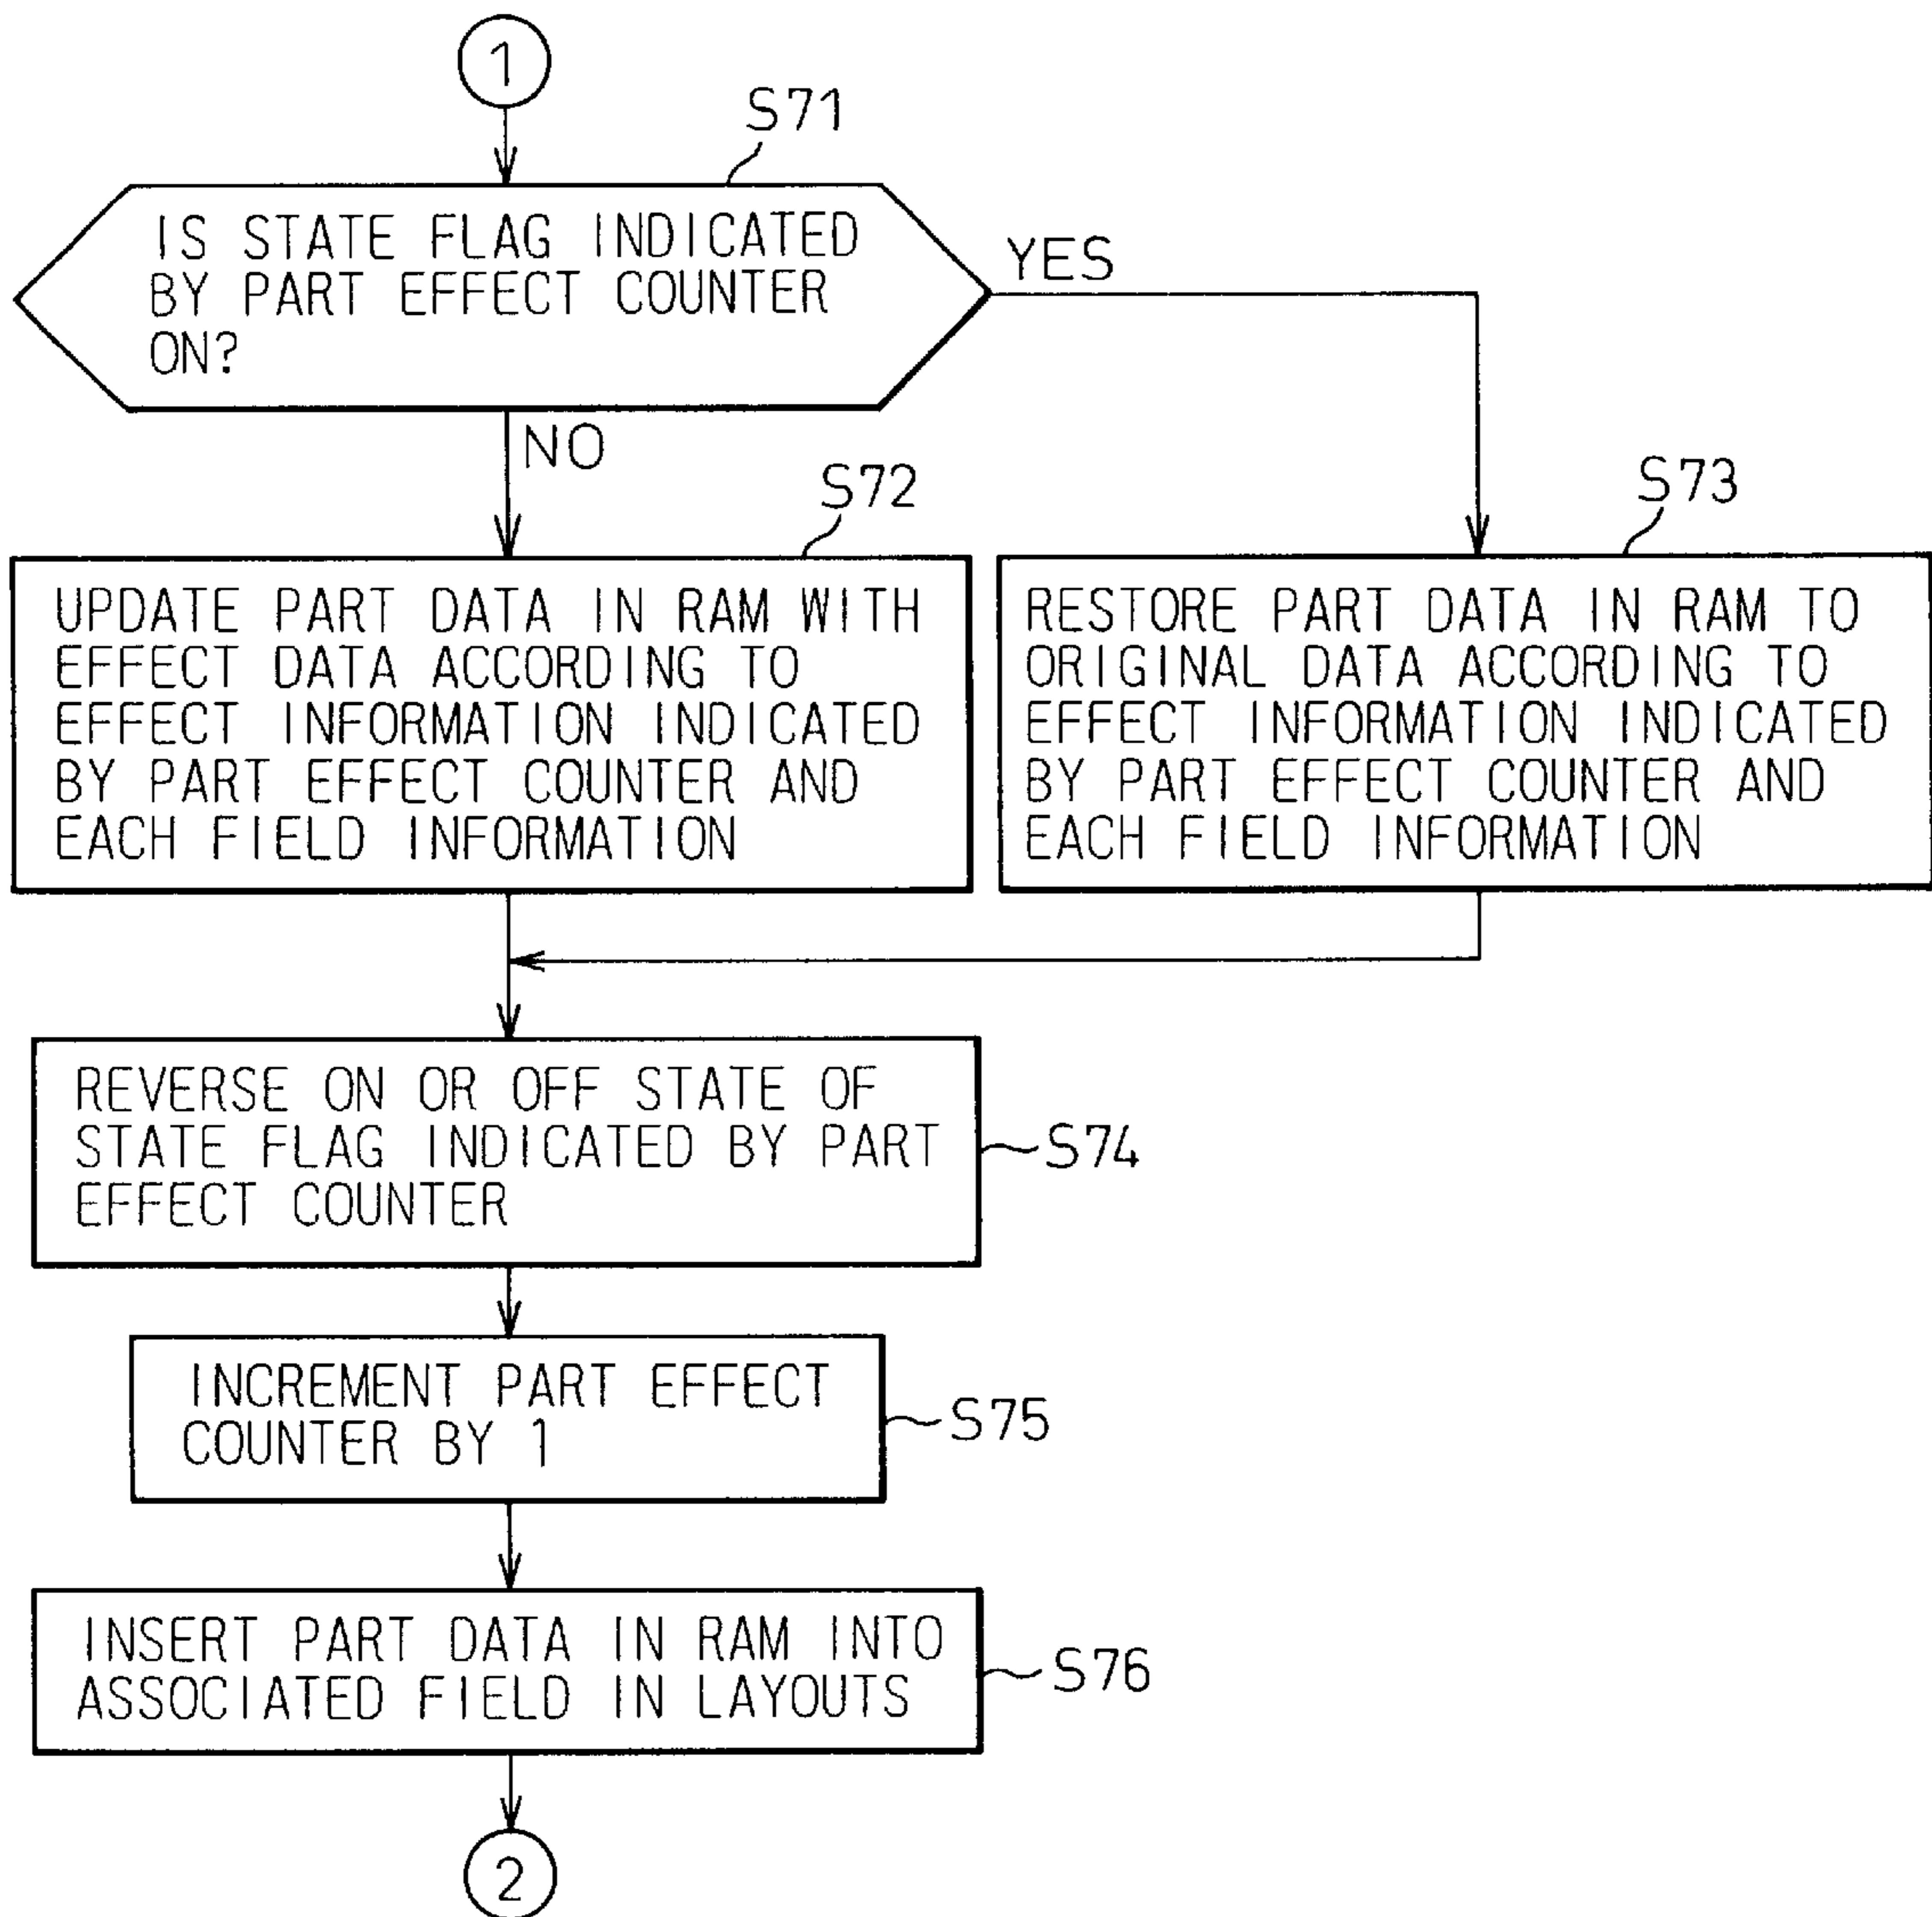 1
S71
IS STATE FLAG INDICATED
BY PART EFFECT COUNTER
ON?
YES
NO
S72
S73
UPDATE PART DATA IN RAM WITH
EFFECT DATA ACCORDING TO
EFFECT INFORMATION INDICATED
BY PART EFFECT COUNTER AND
EACH FIELD INFORMATION
RESTORE PART DATA IN RAM TO
ORIGINAL DATA ACCORDING TO
EFFECT INFORMATION INDICATED
BY PART EFFECT COUNTER AND
EACH FIELD INFORMATION
REVERSE ON OR OFF STATE OF
STATE FLAG INDICATED BY PART
EFFECT COUNTER
S74
INCREMENT PART EFFECT
COUNTER BY 1
S75
INSERT PART DATA IN RAM INTO
ASSOCIATED FIELD IN LAYOUTS
S76
2